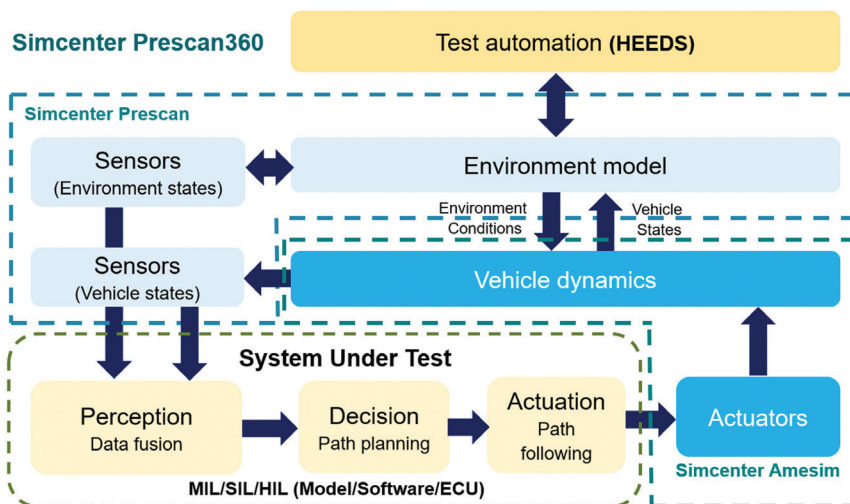 Simcenter Prescan360
Test automation (HEEDS)
Simcenter Prescan
Sensors
(Environment states)
Environment model
Environment
Conditions
Vehicle
States
Sensors
(Vehicle states)
Vehicle dynamics
System Under Test
Perception
Data fusion
Decision
Path planning
Actuation
Path
following
Actuators
Simcenter Amesim
MIL/SIL/HIL (Model/Software/ECU)